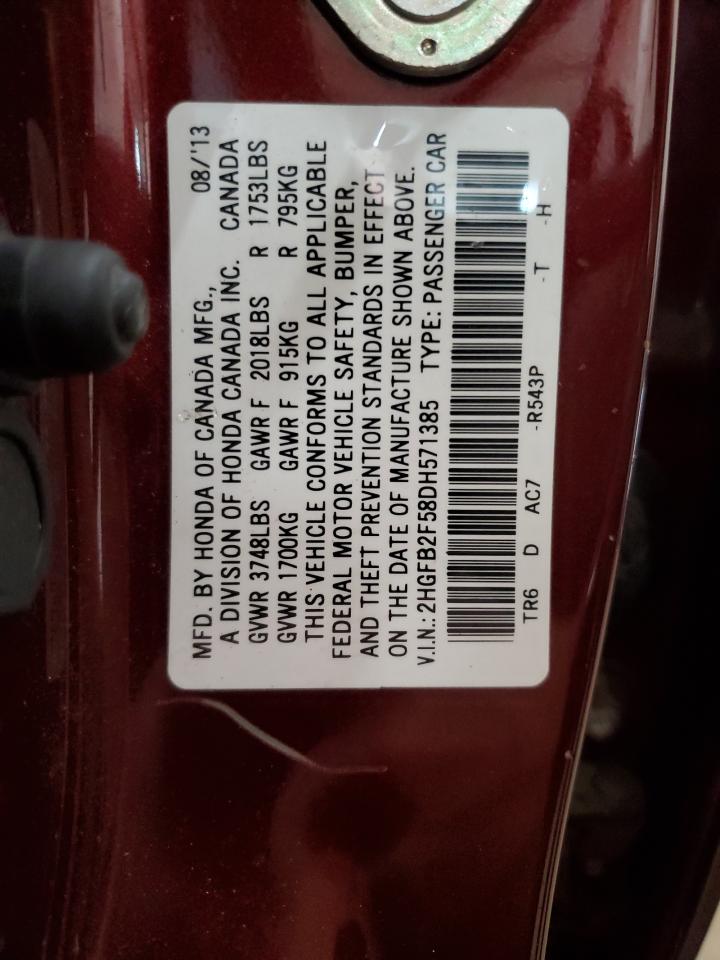 MFD. BY HONDA OF CANADA MFG., 08/'13
A DIVISION OF HONDA CANADA INC. CANADA
GVWR 3748LBS GAWR F 2018LBS R 1753LBS
GVWR 1700KG GAWR F 915KG R 795KG
THIS VEHICLE CONFORMS TO ALL APPLICABLE
FEDERAL MOTOR VEHICLE SAFETY, BUMPER,
AND THEFT PREVENTION STANDARDS IN EFFECT
ON THE DATE OF MANUFACTURE SHOWN ABOVE.
V.I.N.: 2HGFB2F58DH571385 TYPE: PASSENGER CAR
TR6 D AC7 -R543P -T -H